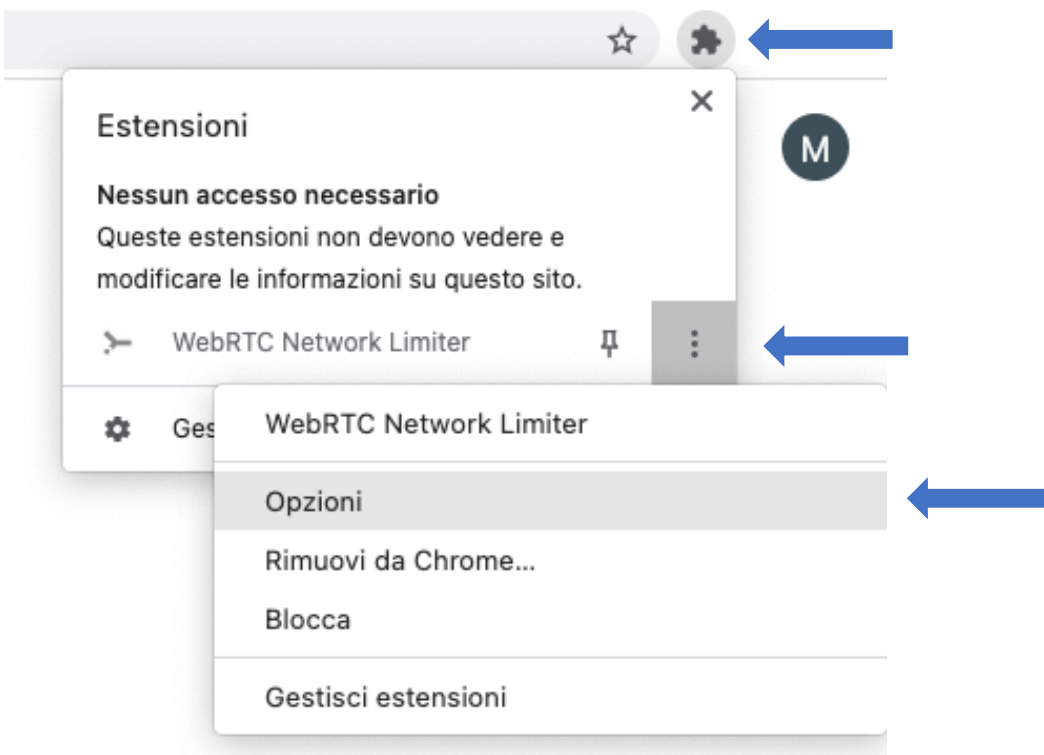 Estensioni
M
Nessun accesso necessario
Queste estensioni non devono vedere e
modificare le informazioni su questo sito.
WebRTC Network Limiter
Ges
WebRTC Network Limiter
Opzioni
Rimuovi da Chrome...
Blocca
Gestisci estensioni